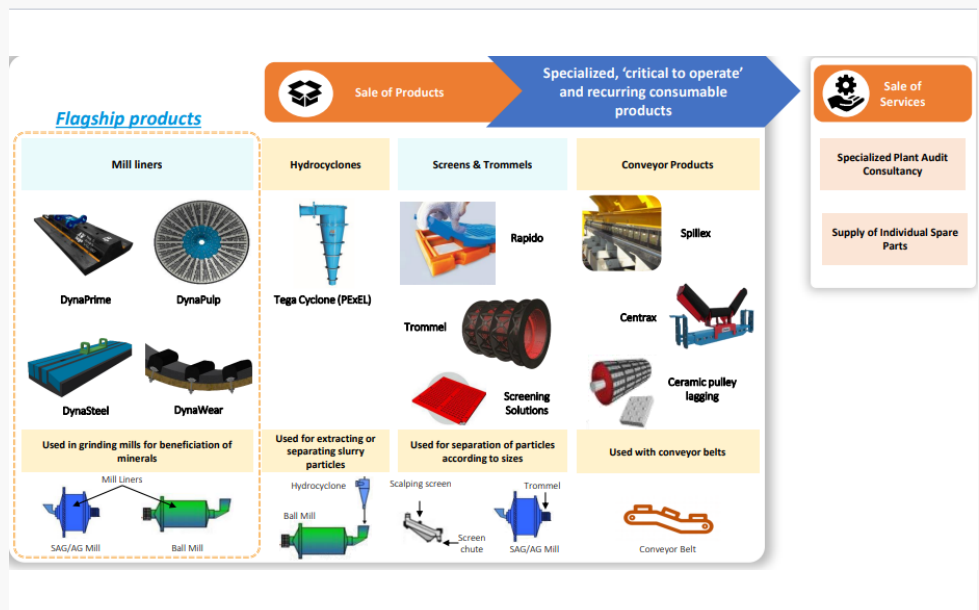 Flagship products
Sale of Products
Specialized, 'critical to operate'
and recurring consumable
products
Sale of
Services
Mill liners
Hydrocyclones
Screens & Trommels
Conveyor Products
Specialized Plant Audit
Consultancy
Supply of Individual Spare
Parts
DynaPrime
DynaPulp
DynaSteel
DynaWear
Tega Cyclone (PExEL)
Rapido
Trommel
Screening
Solutions
Spillex
Centrax
Ceramic pulley
lagging
Used in grinding mills for beneficiation of
minerals
Used for extracting or
separating slurry
particles
Used for separation of particles
according to sizes
Used with conveyor belts
Mill Liners
SAG/AG Mill
Ball Mill
Hydrocyclone
Ball Mill
Scalping screen
Screen
chute
Trommel
SAG/AG Mill
Conveyor Belt